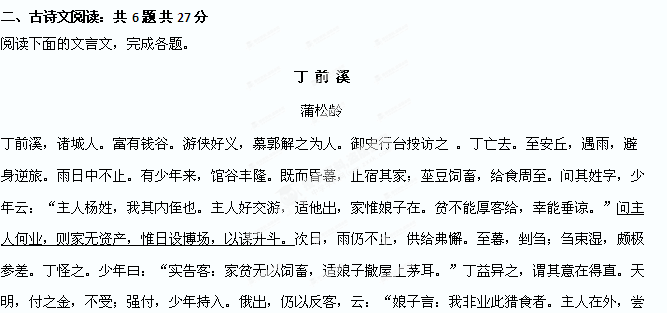 二、古诗文阅读：共 6 题 共 27 分
阅读下面的文言文，完成各题。
丁 前 溪
蒲松龄
丁前溪，诸城人。富有钱谷。游侠好义，慕郭解之为人。御史行台按访之 。丁亡去。至安丘，遇雨，避
身逆旅。雨日中不止。有少年来，馆谷丰隆。既而昏暮，止宿其家；莝豆饲畜，给食周至。问其姓字，少
年云：“主人杨姓，我其内侄也。主人好交游，适他出，家惟娘子在。贫不能厚客给，幸能垂谅。”问主
人何业，则家无资产，惟日设博场，以谋升斗。次日，雨仍不止，供给弗懈。至暮，剉刍；刍束湿，颇极
参差。丁怪之。少年曰：“实告客：家贫无以饲畜，适娘子撤屋上茅耳。”丁益异之，谓其意在得直。天
明，付之金，不受；强付，少年持入。俄出，仍以反客，云：“娘子言：我非业此猎食者。主人在外，尝